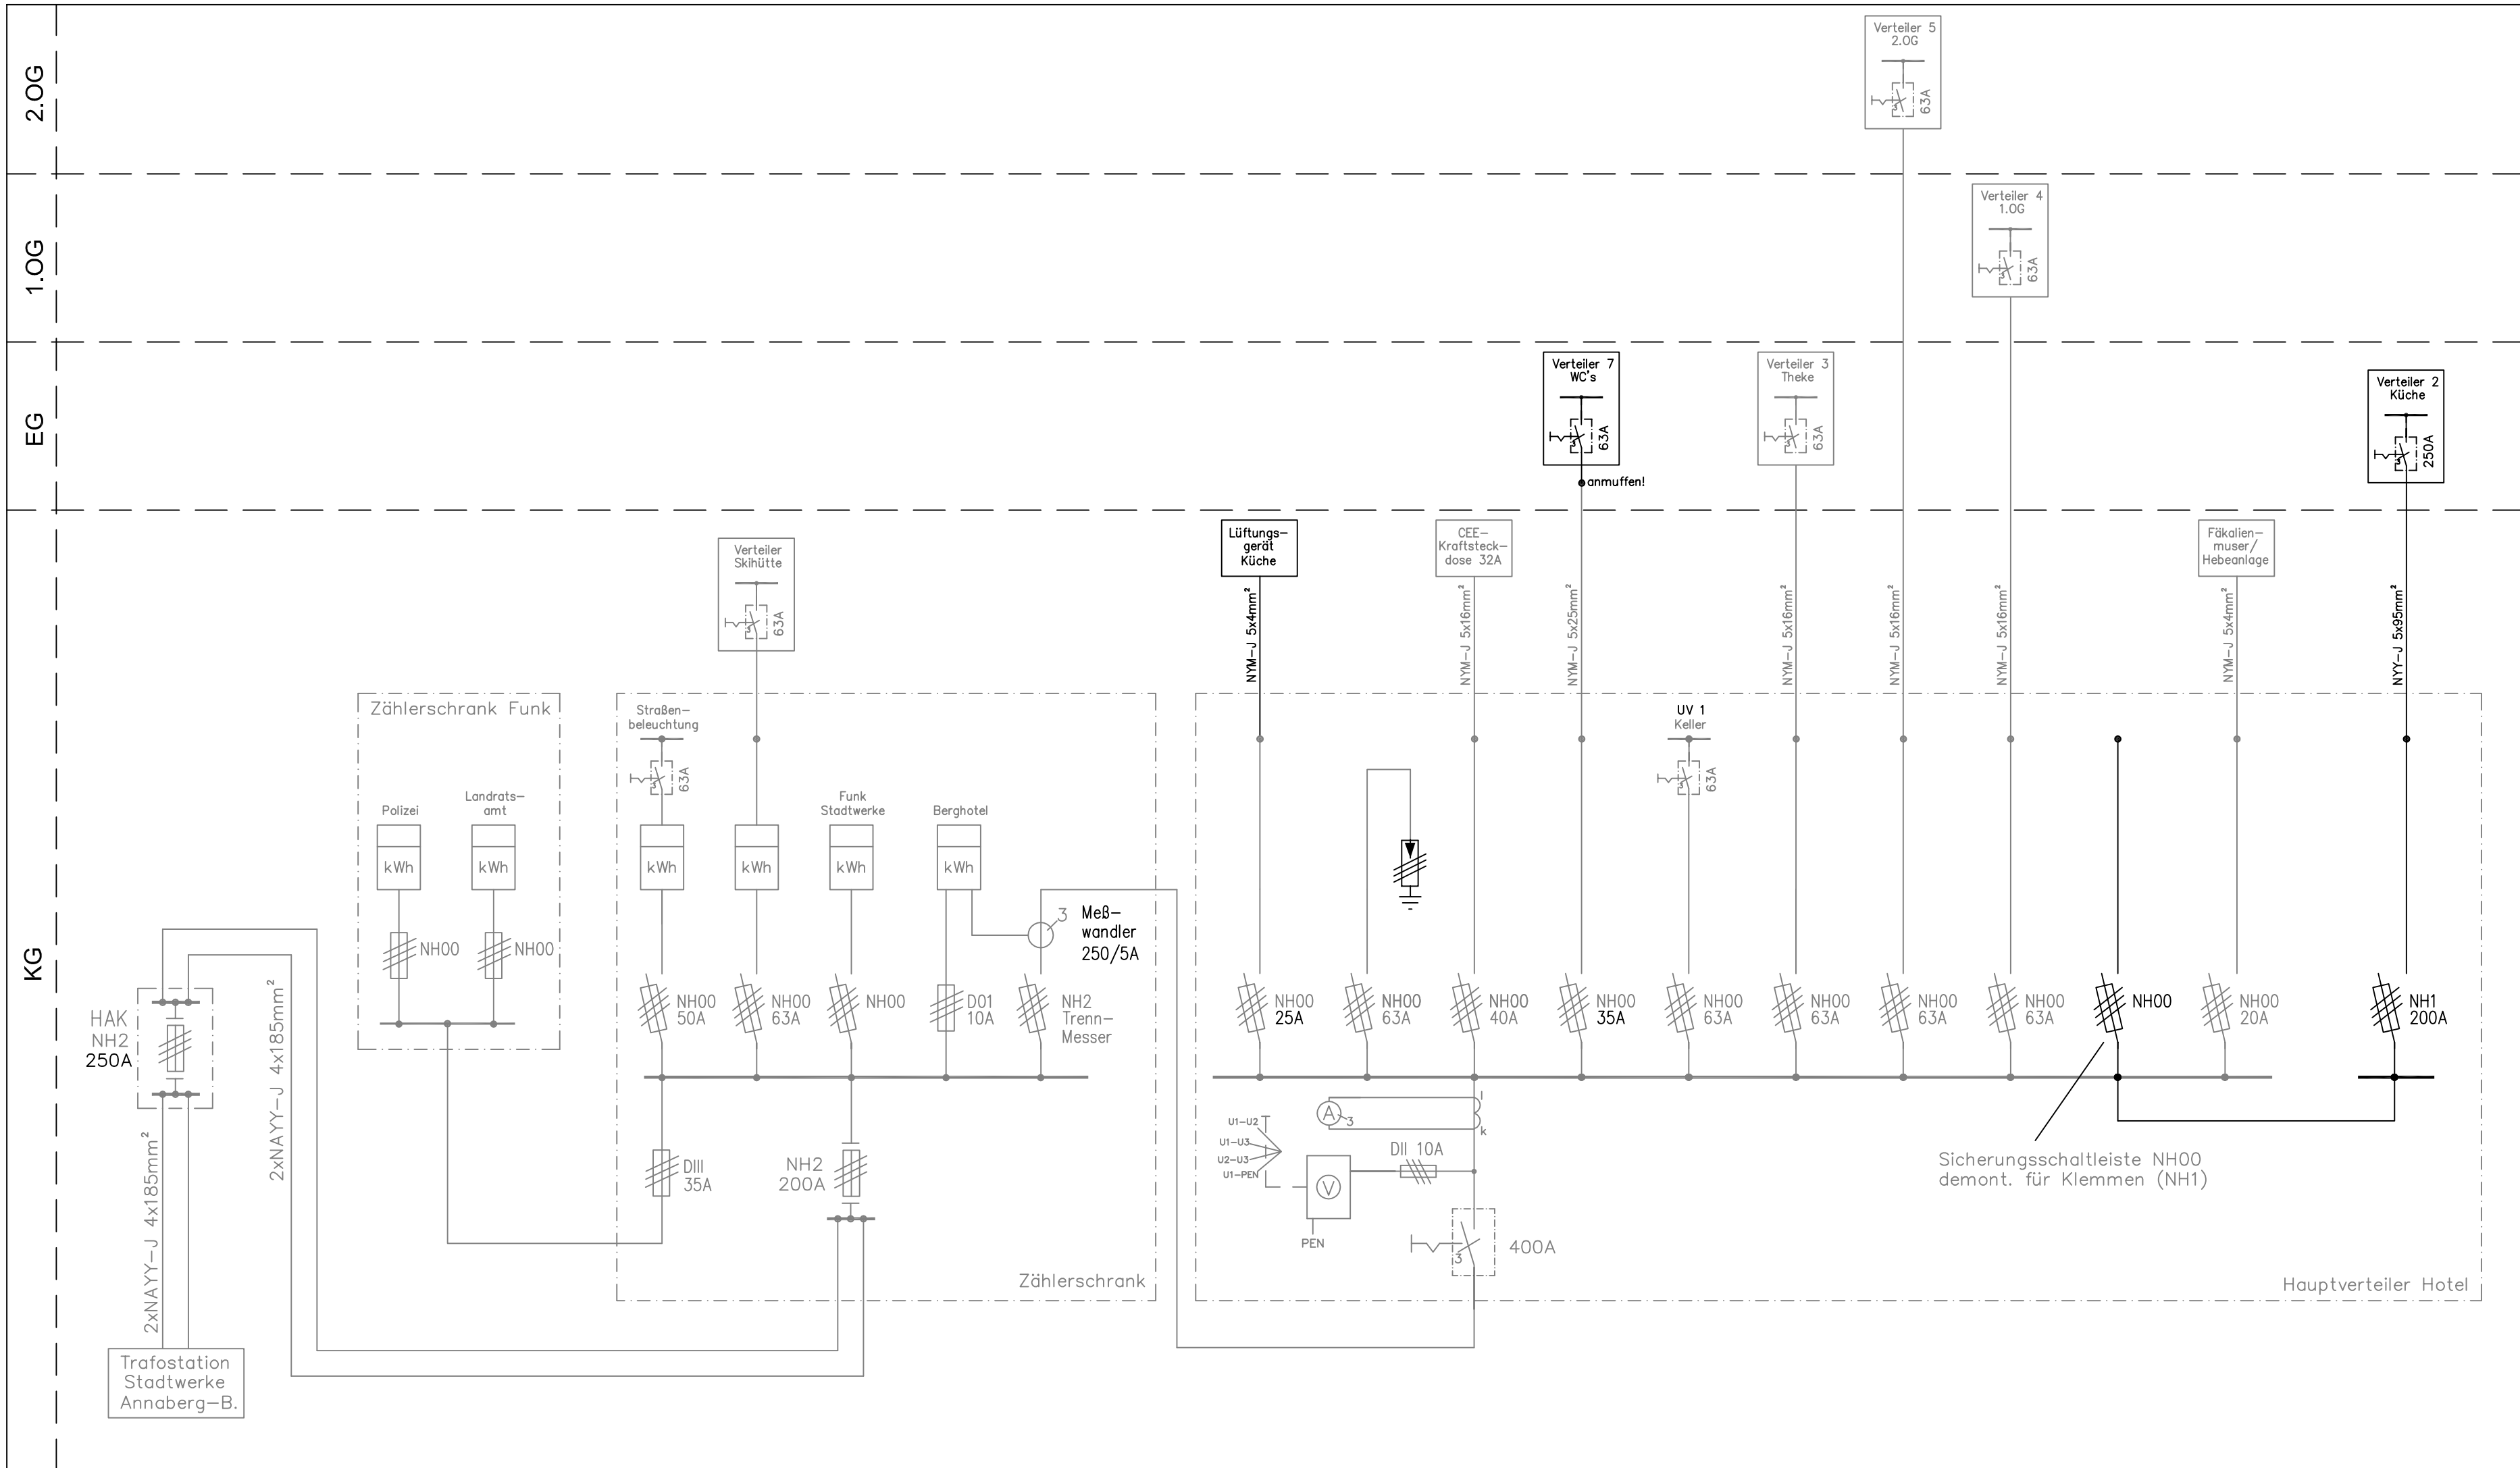 2.OG
1.OG
EG
KG
Verteiler 5
2.OG
63A
Verteiler 4
1.OG
63A
Verteiler 7
WC's
63A
anmuffen!
Verteiler 3
Theke
63A
Verteiler 2
Küche
250A
Lüftungs-
gerät
Küche
CEE-
Kraftsteck-
dose 32A
Fäkalien-
muser/
Hebeanlage
Verteiler
Skihütte
63A
NYM-J 5x4mm²
NYM-J 5x16mm²
NYM-J 5x25mm²
NYM-J 5x16mm²
NYM-J 5x16mm²
NYM-J 5x16mm²
NYM-J 5x4mm²
NYY-J 5x95mm²
Zählerschrank Funk
Polizei
kWh
NH00
Landrats-
amt
kWh
NH00
Straßen-
beleuchtung
63A
kWh
kWh
Funk
Stadtwerke
kWh
Berghotel
kWh
3
Meß-
wandler
250/5A
NH00
50A
NH00
63A
NH00
D01
10A
NH2
Trenn-
Messer
DIII
35A
NH2
200A
Zählerschrank
UV 1
Keller
63A
NH00
25A
NH00
63A
NH00
40A
NH00
35A
NH00
63A
NH00
63A
NH00
63A
NH00
63A
NH00
NH00
20A
NH1
200A
A
3
l
k
U1-U2
U1-U3
U2-U3
U1-PEN
V
PEN
DII 10A
3
400A
Sicherungsschaltleiste NH00
demont. für Klemmen (NH1)
Hauptverteiler Hotel
HAK
NH2
250A
2xNAYY-J 4x185mm²
2xNAYY-J 4x185mm²
Trafostation
Stadtwerke
Annaberg-B.